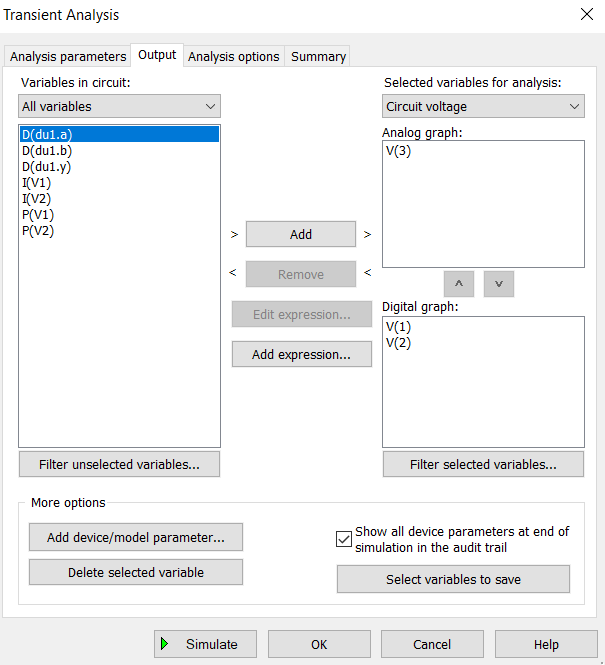 Transient Analysis
Analysis parameters
Output
Analysis options
Summary
Variables in circuit:
All variables
D(du1.a)
D(du1.b)
D(du1.y)
I(V1)
I(V2)
P(V1)
P(V2)
Filter unselected variables...
> Add >
< Remove <
Edit expression...
Add expression...
Selected variables for analysis:
Circuit voltage
Analog graph:
V(3)
Digital graph:
V(1)
V(2)
Filter selected variables...
More options
Add device/model parameter...
Delete selected variable
Show all device parameters at end of
simulation in the audit trail
Select variables to save
Simulate
OK
Cancel
Help